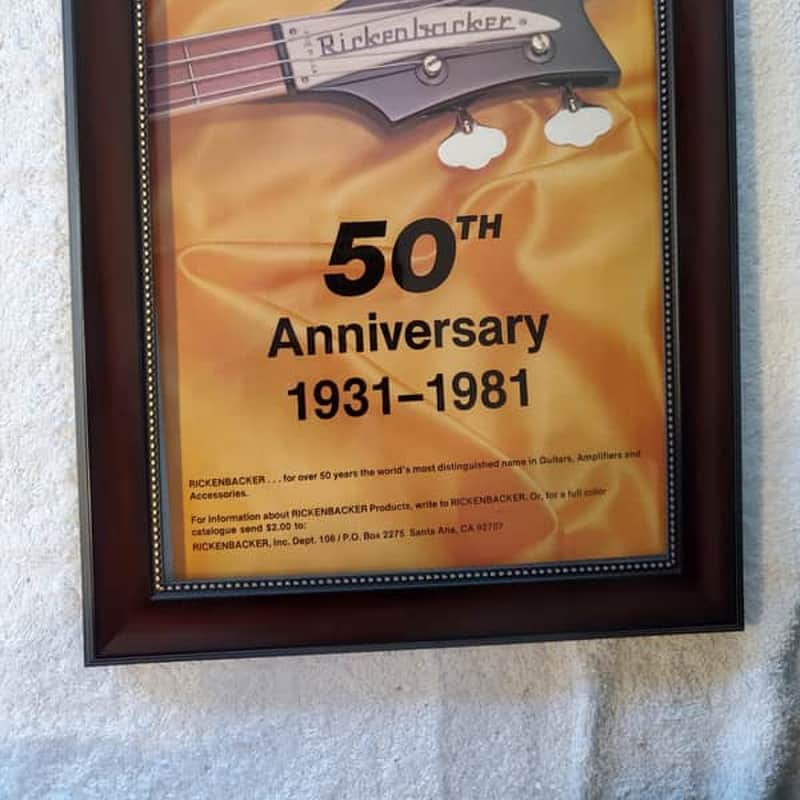 Rickenbacker
50TH
Anniversary
1931–1981
RICKENBACKER . . . for over 50 years the world's most distinguished name in Guitars, Amplifiers and
Accessories.
For information about RICKENBACKER Products, write to RICKENBACKER. Or, for a full color
catalogue send $2.00 to:
RICKENBACKER, Inc. Dept. 106 / P.O. Box 2275 Santa Ana, CA 92707